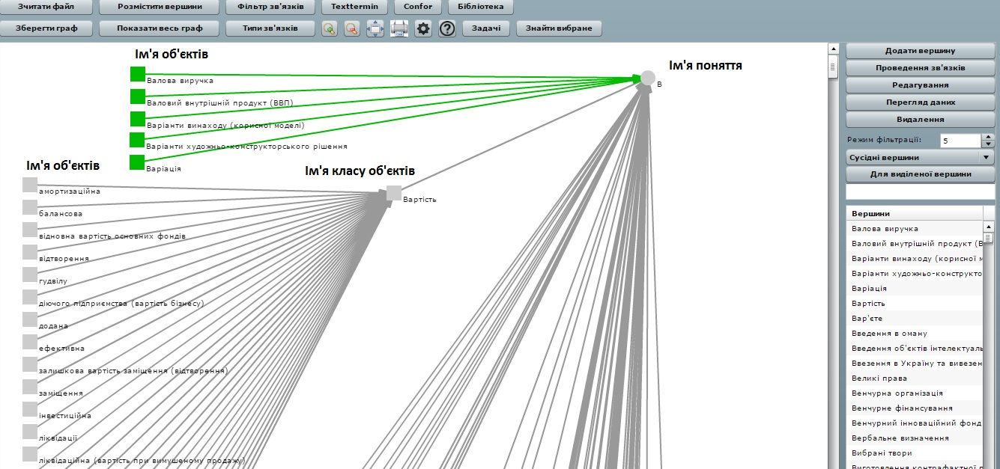 Зчитати файл
Розмістити вершини
Фільтр зв'язків
Texttermin
Confor
Бібліотека
Зберегти граф
Показати весь граф
Типи зв'язків
Задачі
Знайти вибране
Ім'я об'єктів
Валова виручка
Валовий внутрішній продукт (ВВП)
Варіанти винаходу (корисної моделі)
Варіанти художньо-конструкторського рішення
Варіація
Ім'я поняття
В
Ім'я об'єктів
Ім'я класу об'єктів
Вартість
амортизаційна
балансова
відновна вартість основних фондів
відтворення
гудвілу
діючого підприємства (вартість бізнесу)
додана
ефективна
залишкова вартість заміщення (відтворення)
заміщення
інвестиційна
ліквідації
ліквідаційна (вартість при вимушеному продажу)
Додати вершину
Проведення зв'язків
Редагування
Перегляд даних
Видалення
Режим фільтрації:
5
Сусідні вершини
Для виділеної вершини
Вершини
Валова виручка
Валовий внутрішній продукт (В
Варіанти винаходу (корисної м
Варіанти художньо-конструкто
Варіація
Вартість
Вар'єте
Введення в оману
Введення об'єктів інтелектуаль
Ввезення в Україну та вивезен
Великі права
Венчурна організація
Венчурне фінансування
Венчурний інноваційний фонд
Вербальне визначення
Вибрані твори
Виготовлення контрафактної п